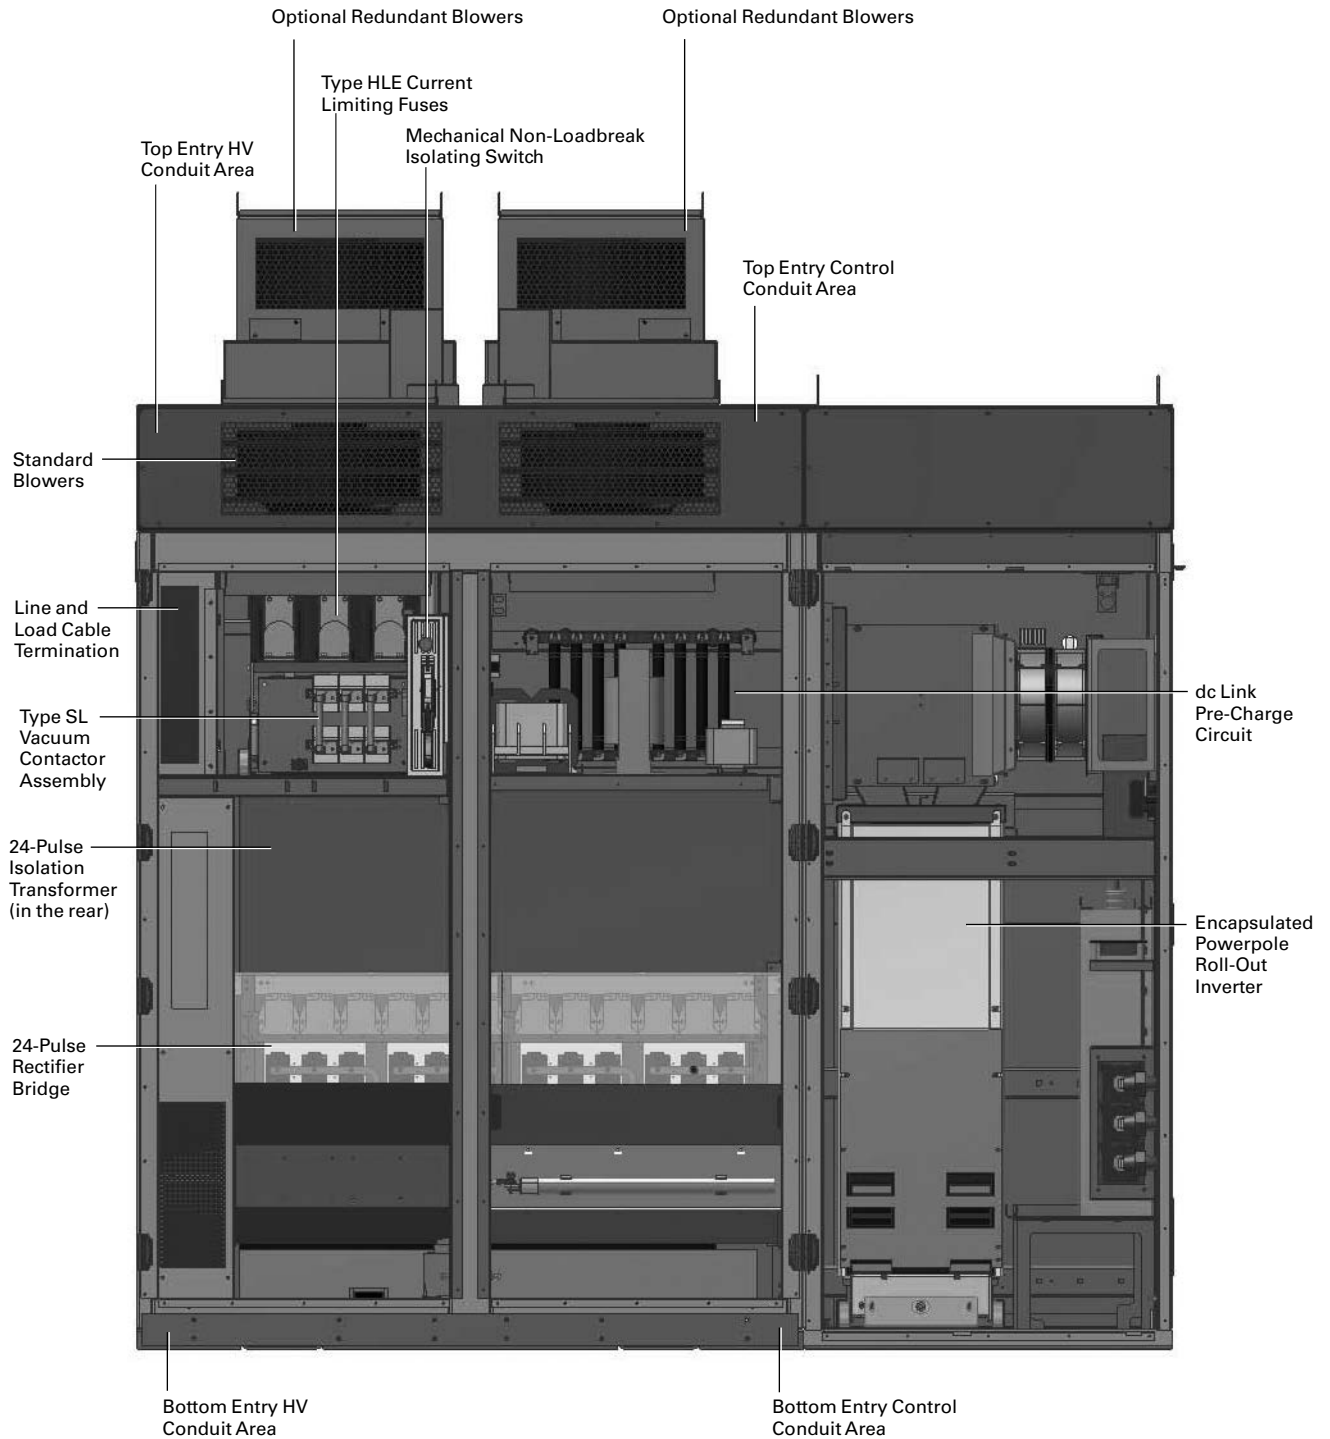 Optional Redundant Blowers
Optional Redundant Blowers
Type HLE Current
Limiting Fuses
Mechanical Non-Loadbreak
Isolating Switch
Top Entry HV
Conduit Area
Top Entry Control
Conduit Area
Standard
Blowers
Line and
Load Cable
Termination
Type SL
Vacuum
Contactor
Assembly
dc Link
Pre-Charge
Circuit
24-Pulse
Isolation
Transformer
(in the rear)
Encapsulated
Powerpole
Roll-Out
Inverter
24-Pulse
Rectifier
Bridge
Bottom Entry HV
Conduit Area
Bottom Entry Control
Conduit Area